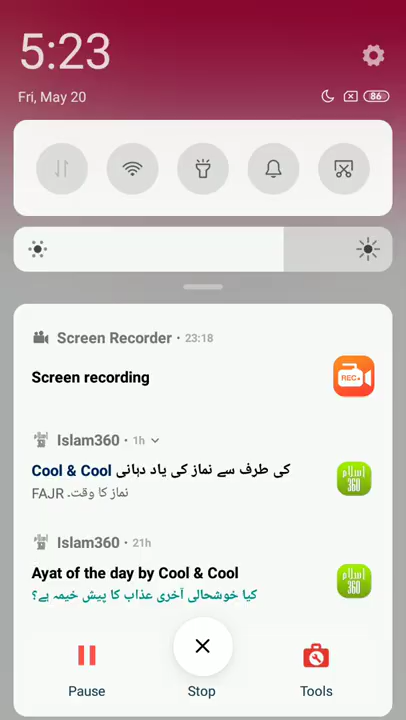 5:23
Fri, May 20
86
Screen Recorder • 23:18
Screen recording
REC
Islam360 • 1h
Cool & Cool کی طرف سے نماز کی یاد دہانی
نماز کا وقت۔ FAJR
اسلام
360
Islam360 • 21h
Ayat of the day by Cool & Cool
کیا خوشحالی آخری عذاب کا پیش خیمہ ہے؟
اسلام
360
Pause
Stop
Tools